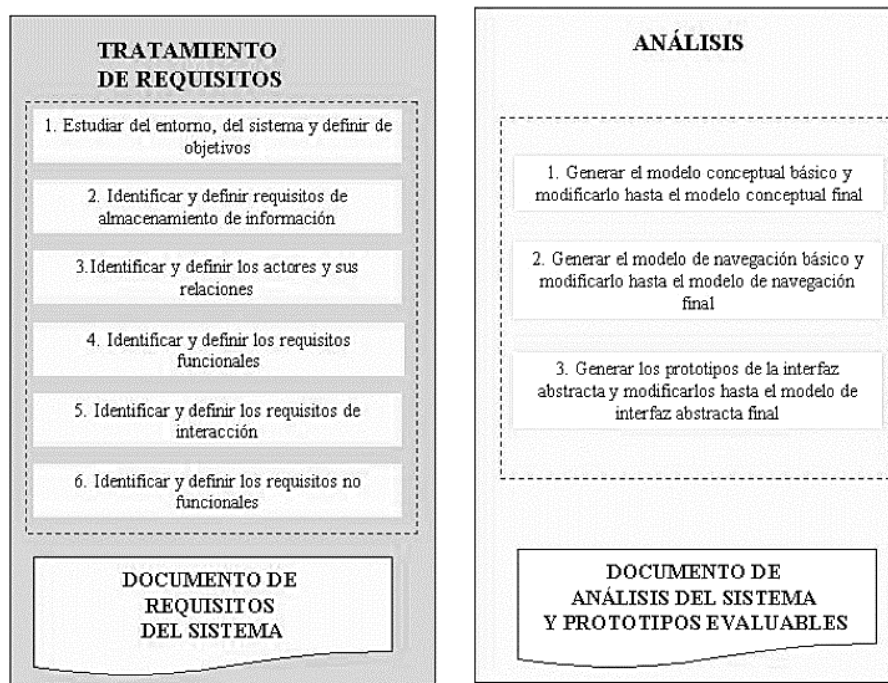 TRATAMIENTO
DE REQUISITOS
1. Estudiar del entorno, del sistema y definir de
objetivos
2. Identificar y definir requisitos de
almacenamiento de información
3.Identificar y definir los actores y sus
relaciones
4. Identificar y definir los requisitos
funcionales
5. Identificar y definir los requisitos de
interacción
6. Identificar y definir los requisitos no
funcionales
DOCUMENTO DE
REQUISITOS
DEL SISTEMA
ANÁLISIS
1. Generar el modelo conceptual básico y
modificarlo hasta el modelo conceptual final
2. Generar el modelo de navegación básico y
modificarlo hasta el modelo de navegación
final
3. Generar los prototipos de la interfaz
abstracta y modificarlos hasta el modelo de
interfaz abstracta final
DOCUMENTO DE
ANÁLISIS DEL SISTEMA
Y PROTOTIPOS EVALUABLES